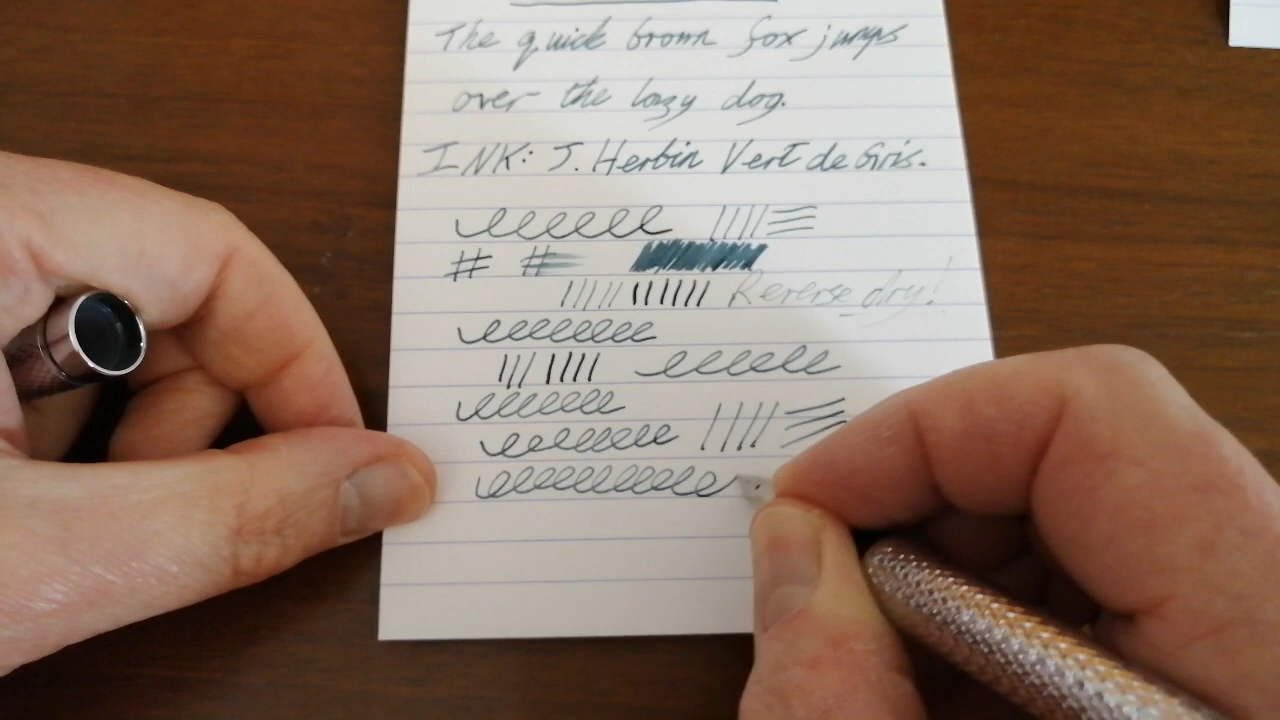 The quick brown fox jumps
over the lazy dog.
INK: J. Herbin Vert de Gris.
Reverse dry!